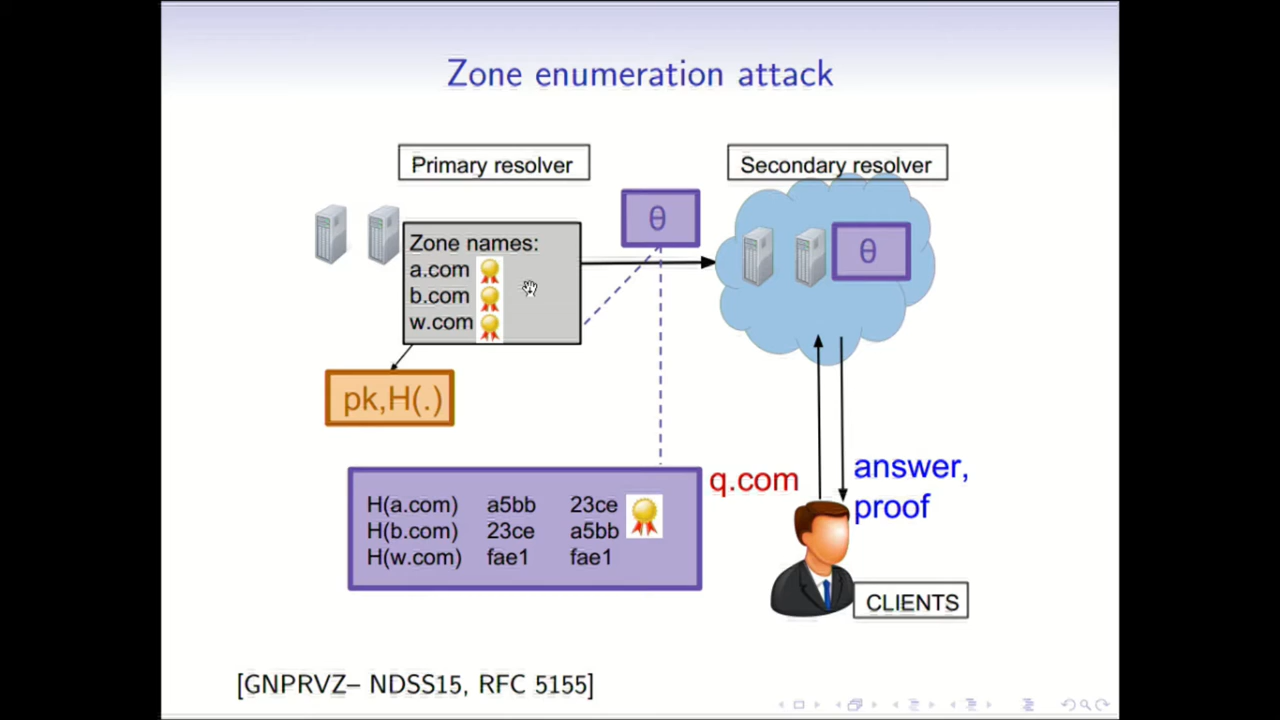 Zone enumeration attack
Primary resolver
Secondary resolver
θ
θ
Zone names:
a.com
b.com
w.com
pk,H(.)
H(a.com) a5bb 23ce
H(b.com) 23ce a5bb
H(w.com) fae1 fae1
q.com
answer,
proof
CLIENTS
[GNPRVZ– NDSS15, RFC 5155]